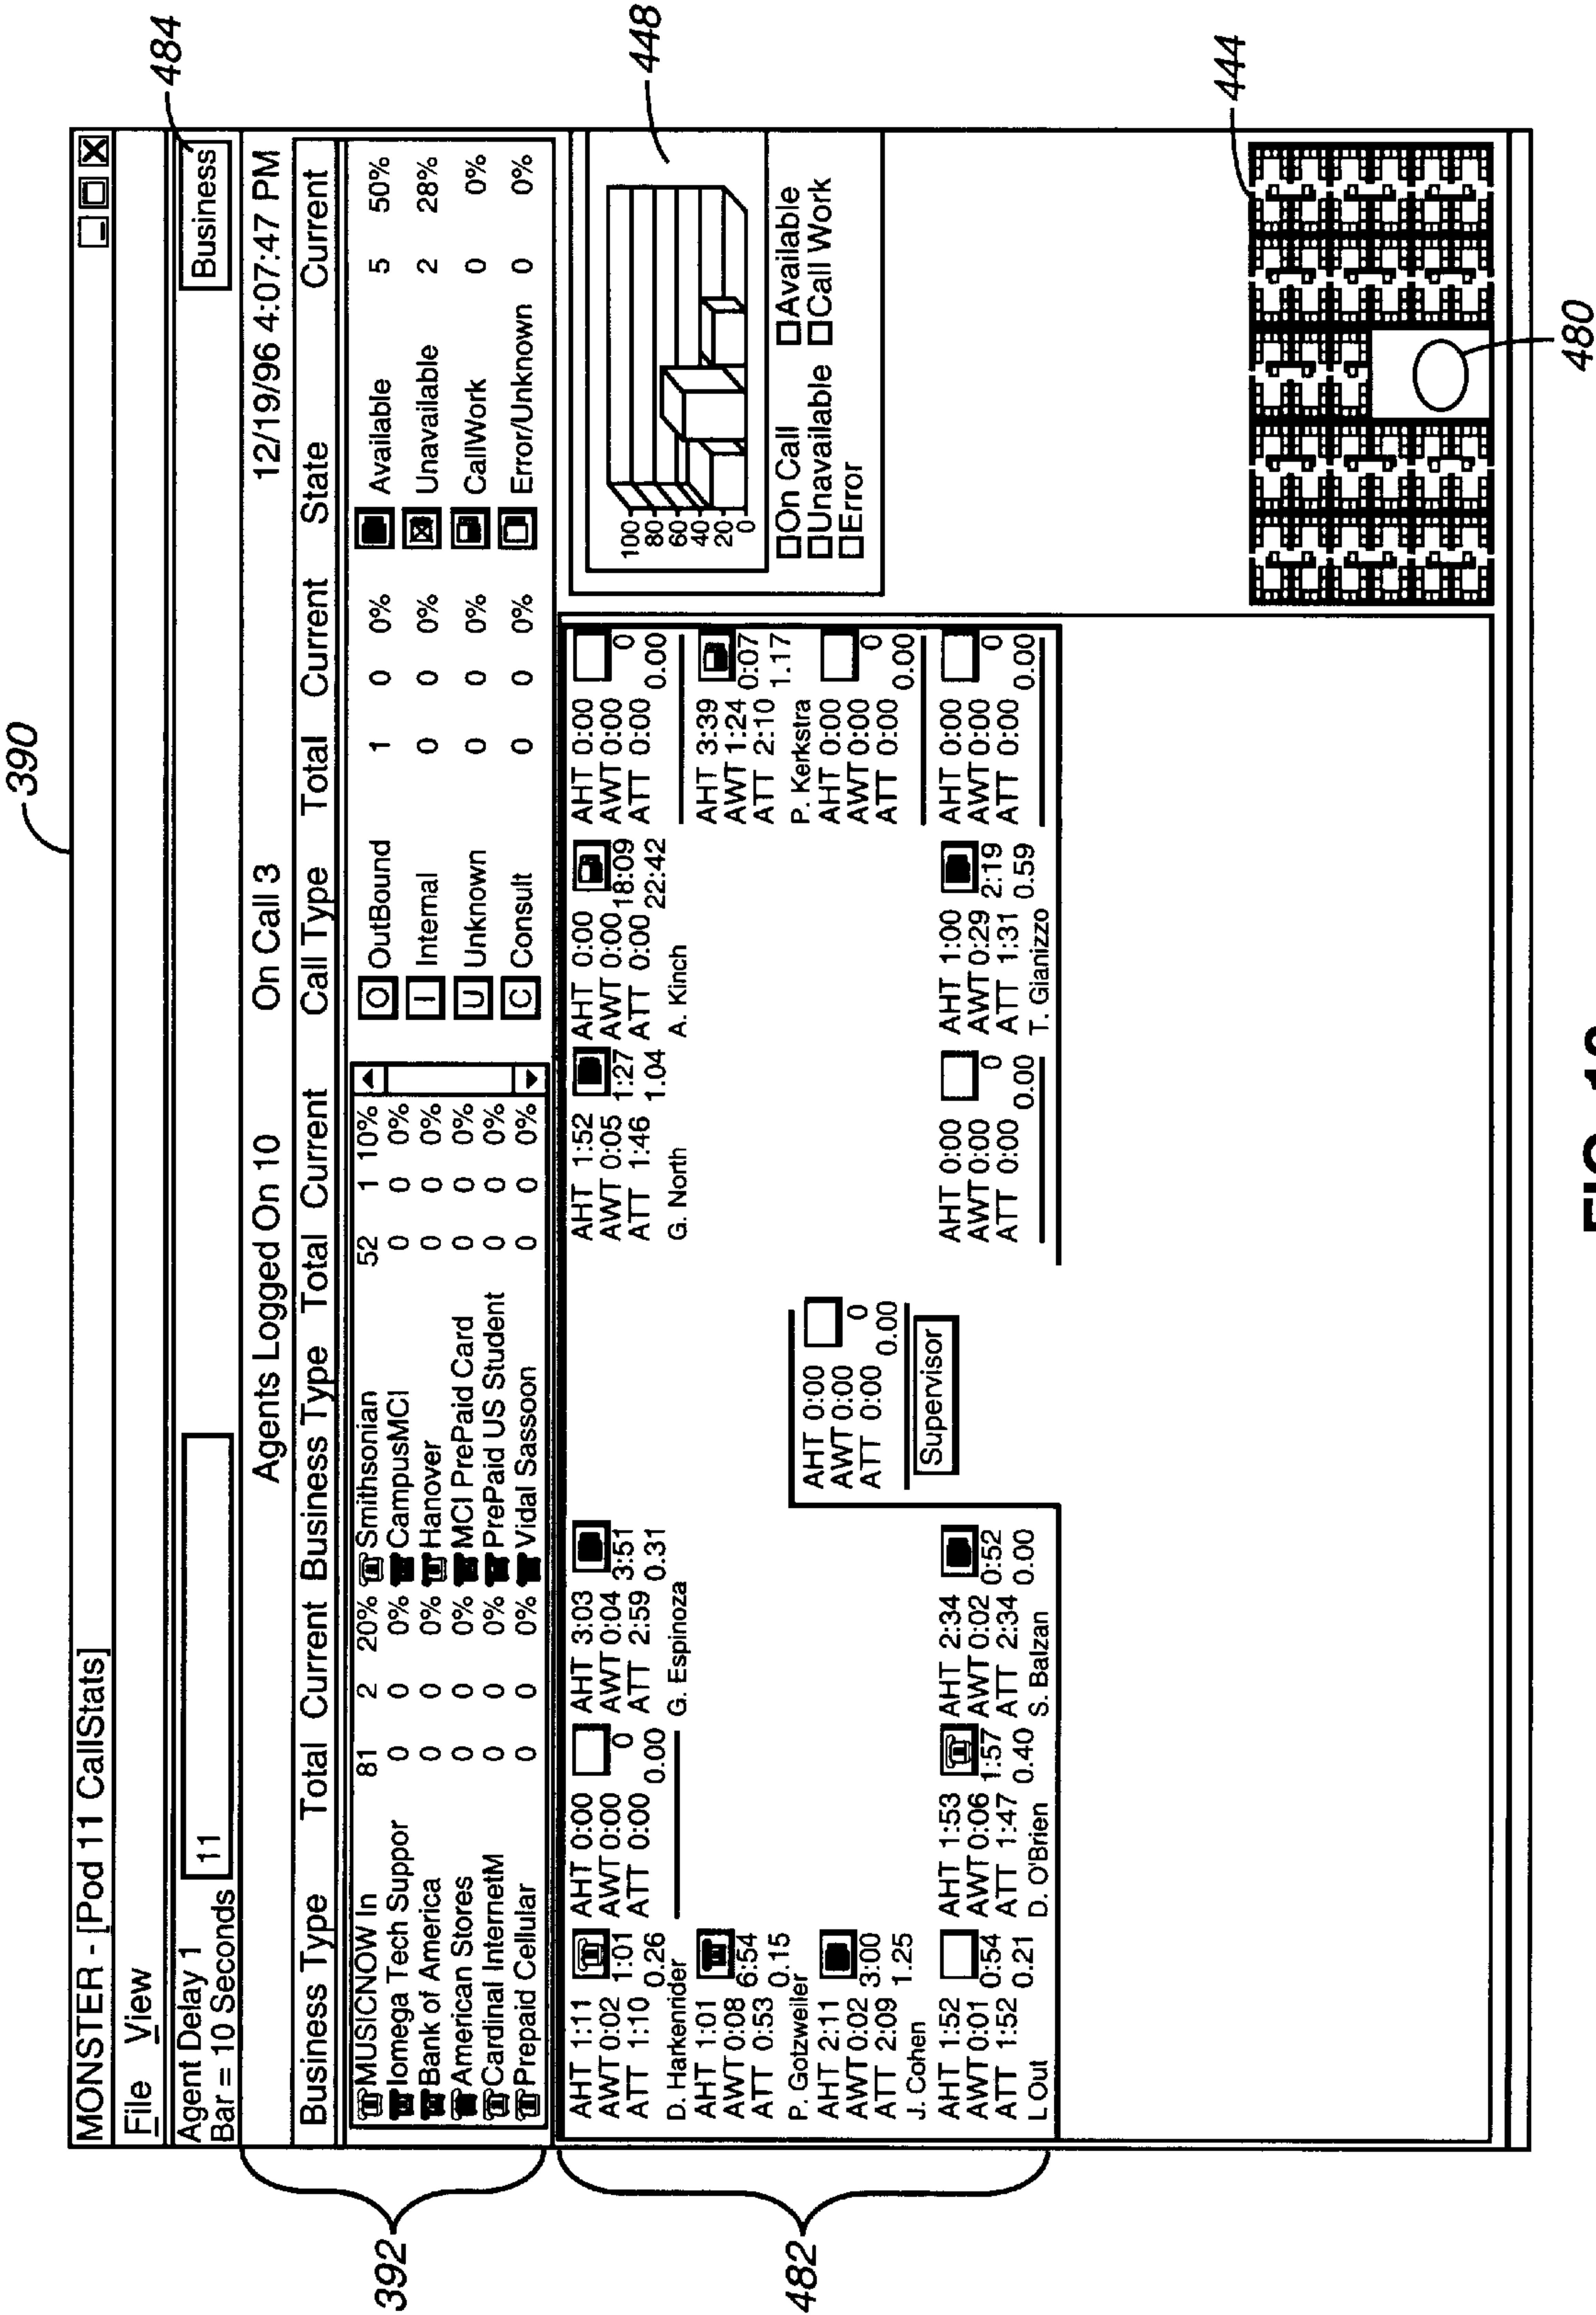 390
MONSTER - [Pod 11 CallStats]
File View
Agent Delay 1
Bar = 10 Seconds
11
Business
484
Agents Logged On 10 On Call 3 12/19/96 4:07:47 PM
Business Type Total Current Business Type Total Current Call Type Total Current State Current
MUSICNOW In 81 2 20% Smithsonian 52 1 10% O OutBound 1 0 0% Available 5 50%
Iomega Tech Suppor 0 0 0% CampusMCI 0 0 0% I Internal 0 0 0% Unavailable 2 28%
Bank of America 0 0 0% Hanover 0 0 0% U Unknown 0 0 0% CallWork 0 0%
American Stores 0 0 0% MCI PrePaid Card 0 0 0% C Consult 0 0 0% Error/Unknown 0 0%
Cardinal InternetM 0 0 0% PrePaid US Student 0 0 0%
Prepaid Cellular 0 0 0% Vidal Sassoon 0 0 0%
392
AHT 1:11
AWT 0:02 1:01
ATT 1:10 0.26
D. Harkenrider
AHT 0:00
AWT 0:00 0
ATT 0:00 0.00
AHT 3:03
AWT 0:04 3:51
ATT 2:59 0.31
G. Espinoza
AHT 1:52
AWT 0:05 1:27
ATT 1:46 1.04
G. North
AHT 0:00
AWT 0:00 18:09
ATT 0:00 22:42
A. Kinch
AHT 0:00
AWT 0:00 0
ATT 0:00 0.00
AHT 1:01
AWT 0:08 6:54
ATT 0:53 0.15
P. Gotzweiler
AHT 3:39
AWT 1:24 0:07
ATT 2:10 1.17
P. Kerkstra
AHT 2:11
AWT 0:02 3:00
ATT 2:09 1.25
J. Cohen
AHT 0:00
AWT 0:00 0
ATT 0:00 0.00
Supervisor
AHT 0:00
AWT 0:00 0
ATT 0:00 0.00
AHT 1:52
AWT 0:01 0:54
ATT 1:52 0.21
L Out
AHT 1:53
AWT 0:06 1:57
ATT 1:47 0.40
D. O'Brien
AHT 2:34
AWT 0:02 0:52
ATT 2:34 0.00
S. Balzan
AHT 0:00
AWT 0:00 0
ATT 0:00 0.00
AHT 1:00
AWT 0:29 2:19
ATT 1:31 0.59
T. Gianizzo
AHT 0:00
AWT 0:00 0
ATT 0:00 0.00
482
100
80
60
40
20
0
On Call Available
Unavailable Call Work
Error
448
444
480